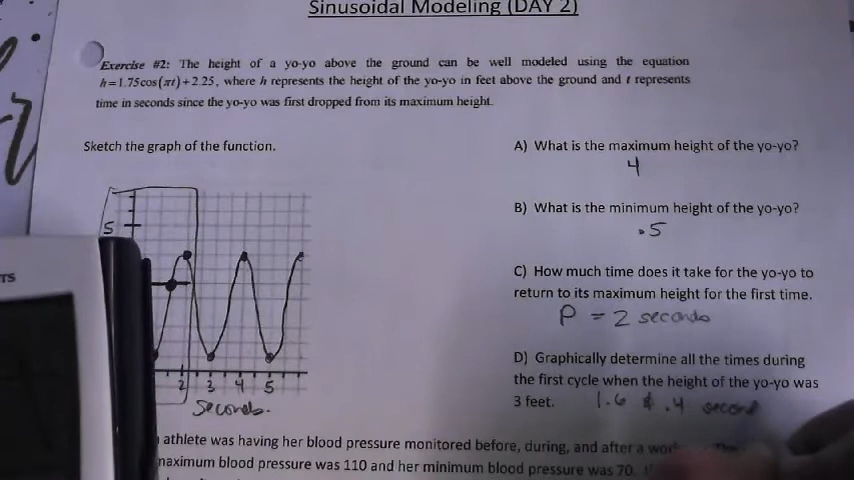 Sinusoidal Modeling (DAY 2)
Exercise #2: The height of a yo-yo above the ground can be well modeled using the equation
h=1.75cos(πt)+2.25, where h represents the height of the yo-yo in feet above the ground and t represents
time in seconds since the yo-yo was first dropped from its maximum height.
Sketch the graph of the function.
5
2 3 4 5
Seconds.
A) What is the maximum height of the yo-yo?
4
B) What is the minimum height of the yo-yo?
.5
C) How much time does it take for the yo-yo to
return to its maximum height for the first time.
P = 2 seconds
D) Graphically determine all the times during
the first cycle when the height of the yo-yo was
3 feet. 1.6 & .4 second
TS
athlete was having her blood pressure monitored before, during, and after a
maximum blood pressure was 110 and her minimum blood pressure was 70.